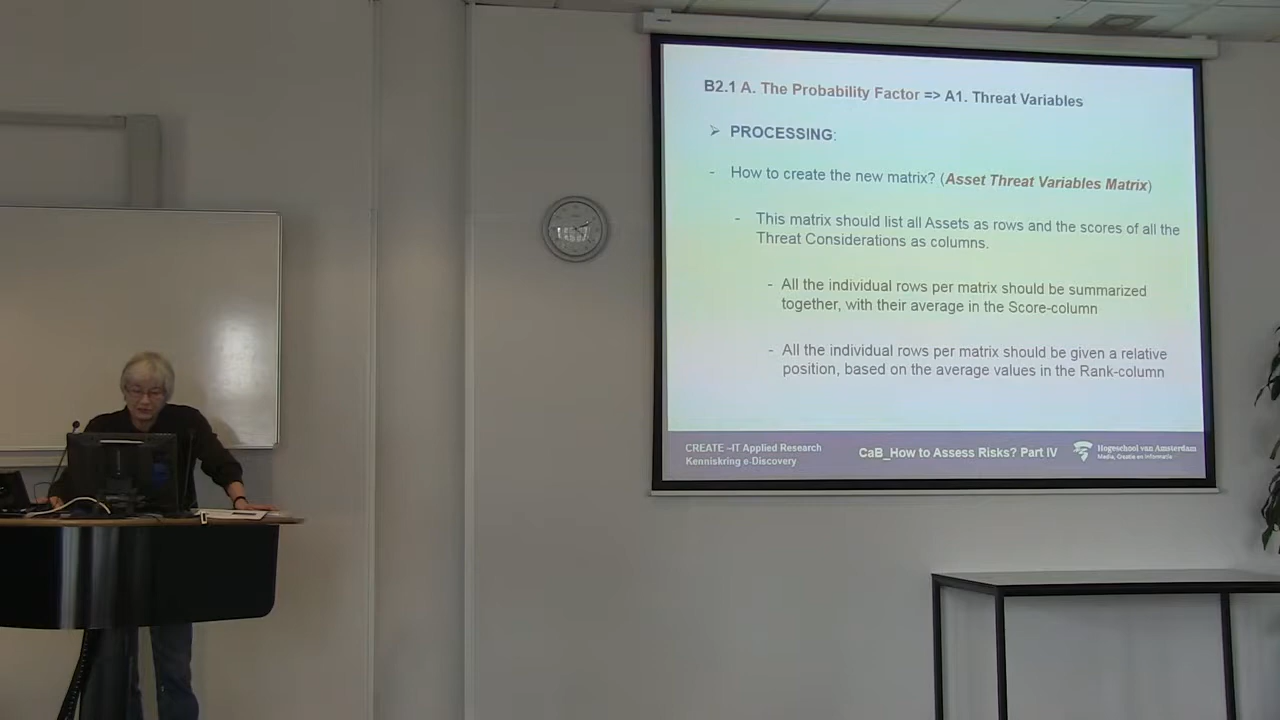 B2.1 A. The Probability Factor => A1. Threat Variables
➢ PROCESSING:
- How to create the new matrix? (Asset Threat Variables Matrix)
- This matrix should list all Assets as rows and the scores of all the
Threat Considerations as columns.
- All the individual rows per matrix should be summarized
together, with their average in the Score-column
- All the individual rows per matrix should be given a relative
position, based on the average values in the Rank-column
CREATE –IT Applied Research
Kenniskring e-Discovery
CaB_How to Assess Risks? Part IV
Hogeschool van Amsterdam
Media, Creatie en Informatie